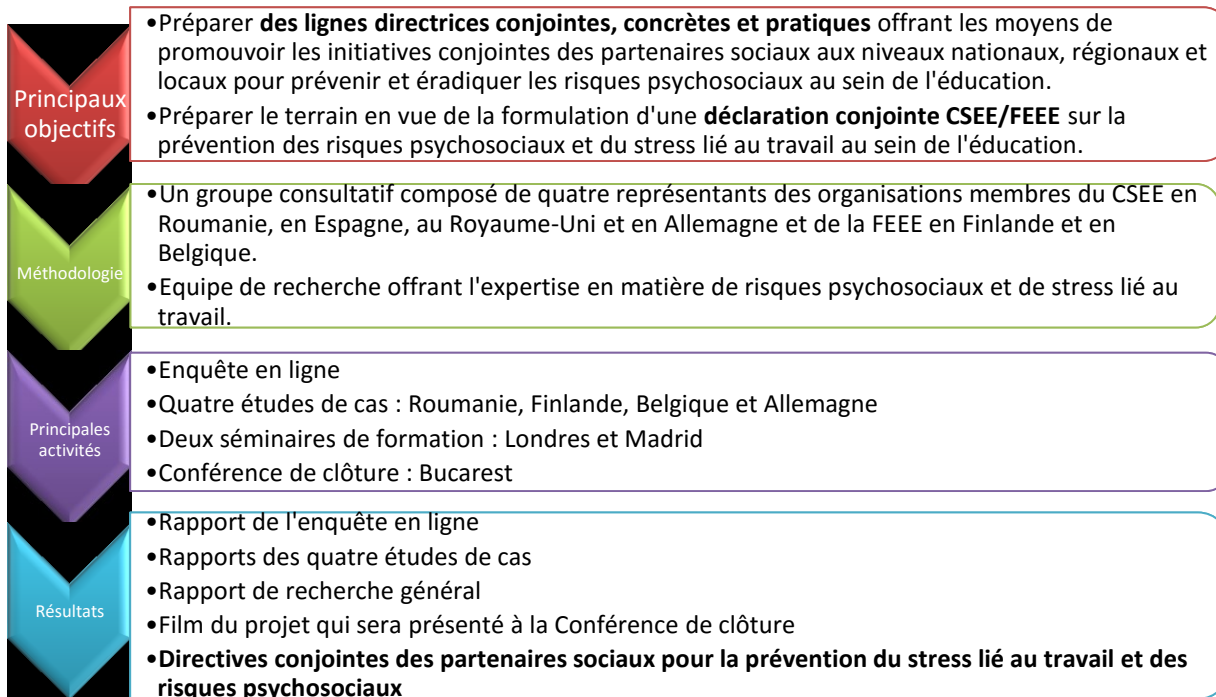 Principaux
objectifs
•Préparer des lignes directrices conjointes, concrètes et pratiques offrant les moyens de
promouvoir les initiatives conjointes des partenaires sociaux aux niveaux nationaux, régionaux et
locaux pour prévenir et éradiquer les risques psychosociaux au sein de l'éducation.
•Préparer le terrain en vue de la formulation d'une déclaration conjointe CSEE/FEEE sur la
prévention des risques psychosociaux et du stress lié au travail au sein de l'éducation.
Méthodologie
•Un groupe consultatif composé de quatre représentants des organisations membres du CSEE en
Roumanie, en Espagne, au Royaume-Uni et en Allemagne et de la FEEE en Finlande et en
Belgique.
•Equipe de recherche offrant l'expertise en matière de risques psychosociaux et de stress lié au
travail.
Principales
activités
•Enquête en ligne
•Quatre études de cas : Roumanie, Finlande, Belgique et Allemagne
•Deux séminaires de formation : Londres et Madrid
•Conférence de clôture : Bucarest
Résultats
•Rapport de l'enquête en ligne
•Rapports des quatre études de cas
•Rapport de recherche général
•Film du projet qui sera présenté à la Conférence de clôture
•Directives conjointes des partenaires sociaux pour la prévention du stress lié au travail et des
risques psychosociaux